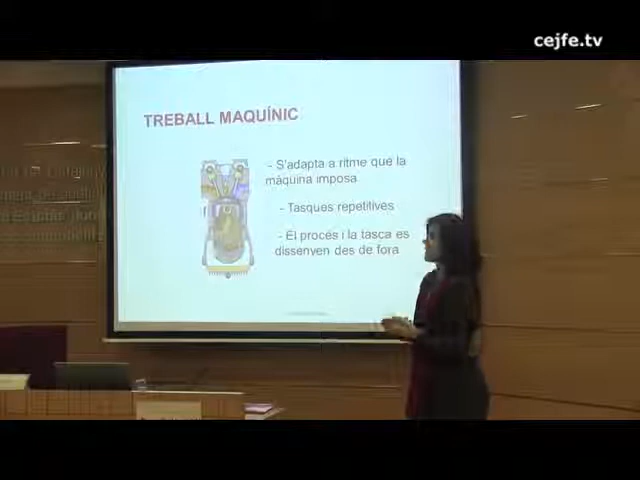 cejfe.tv
TREBALL MAQUÍNIC
- S'adapta a ritme que la
màquina imposa
- Tasques repetitives
- El procés i la tasca es
dissenyen des de fora